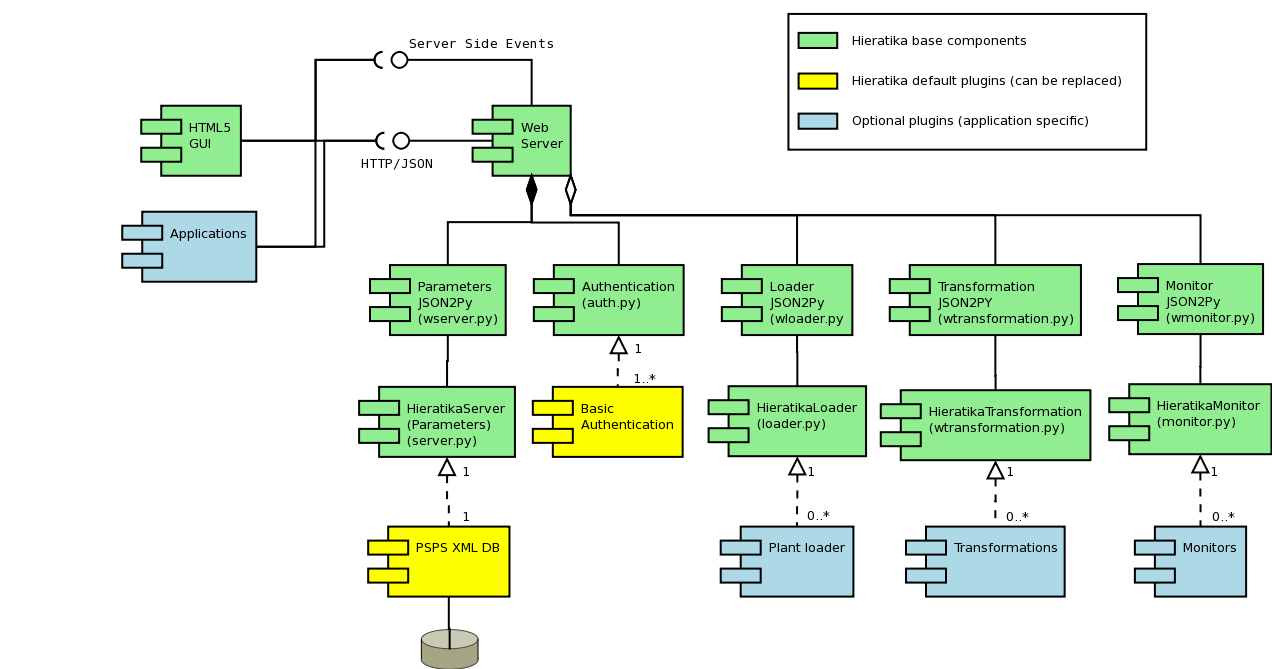 Server Side Events
Hieratika base components
Hieratika default plugins (can be replaced)
Optional plugins (application specific)
HTML5
GUI
Web
Server
HTTP/JSON
Applications
Parameters
JSON2Py
(wserver.py)
Authentication
(auth.py)
Loader
JSON2Py
(wloader.py
Transformation
JSON2PY
(wtransformation.py)
Monitor
JSON2Py
(wmonitor.py)
1
1..*
HieratikaServer
(Parameters)
(server.py)
Basic
Authentication
HieratikaLoader
(loader.py)
HieratikaTransformation
(wtransformation.py)
HieratikaMonitor
(monitor.py)
1
1
1
1
1
0..*
0..*
0..*
PSPS XML DB
Plant loader
Transformations
Monitors